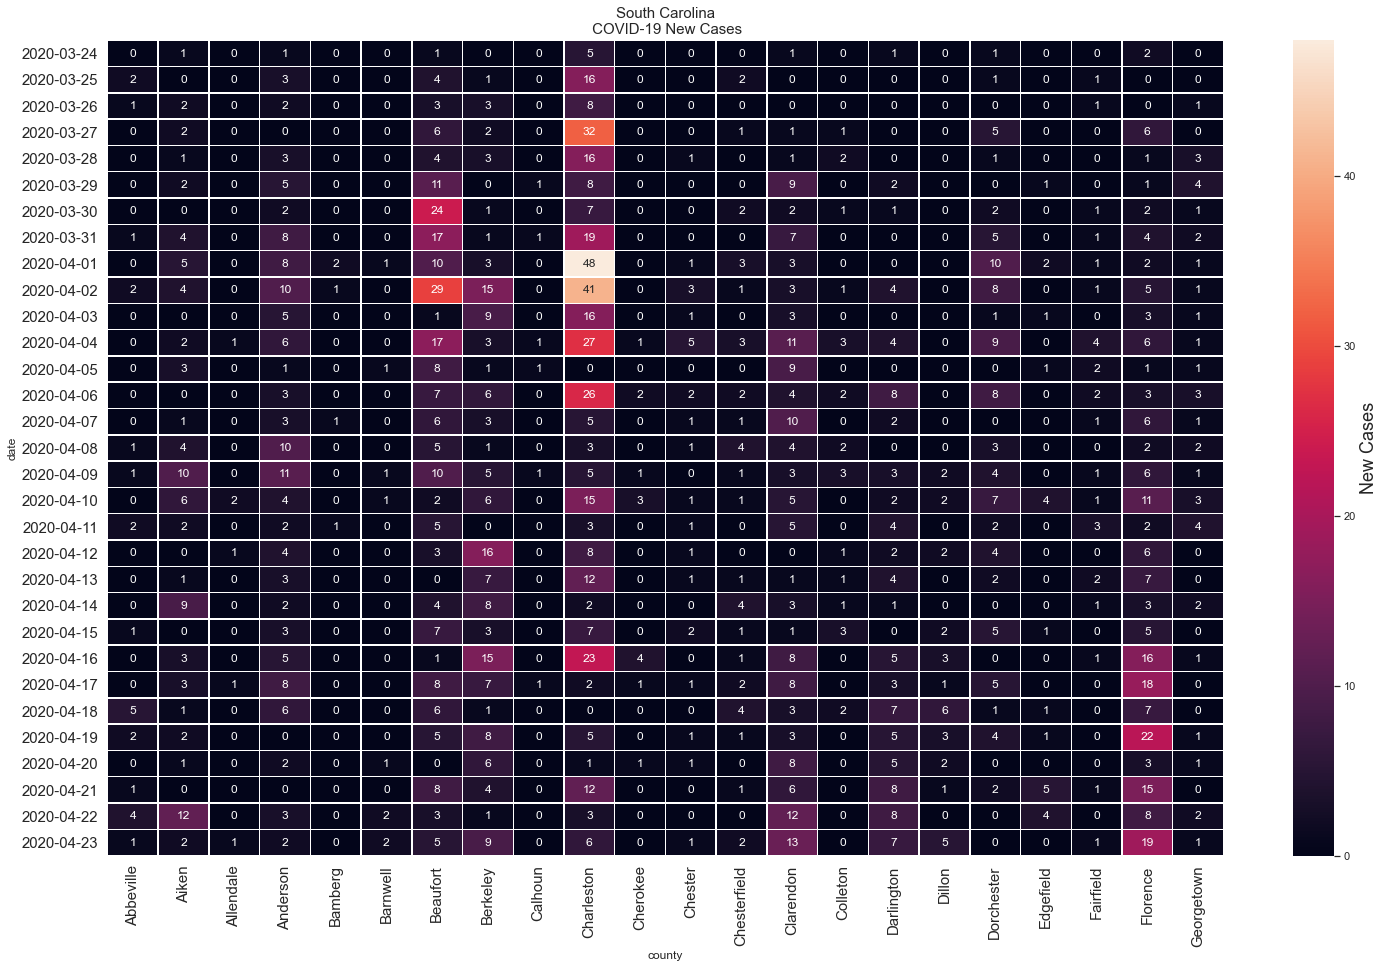 South Carolina
COVID-19 New Cases
2020-03-24 0 1 0 1 0 0 1 0 0 5 0 0 0 1 0 1 0 1 0 0 2 0
2020-03-25 2 0 0 3 0 0 4 1 0 16 0 0 2 0 0 0 0 1 0 1 0 0
2020-03-26 1 2 0 2 0 0 3 3 0 8 0 0 0 0 0 0 0 0 0 1 0 1
2020-03-27 0 2 0 0 0 0 6 2 0 32 0 0 1 1 1 0 0 5 0 0 6 0
2020-03-28 0 1 0 3 0 0 4 3 0 16 0 1 0 1 2 0 0 1 0 0 1 3
2020-03-29 0 2 0 5 0 0 11 0 1 8 0 0 0 9 0 2 0 0 1 0 1 4
2020-03-30 0 0 0 2 0 0 24 1 0 7 0 0 2 2 1 1 0 2 0 1 2 1
2020-03-31 1 4 0 8 0 0 17 1 1 19 0 0 0 7 0 0 0 5 0 1 4 2
2020-04-01 0 5 0 8 2 1 10 3 0 48 0 1 3 3 0 0 0 10 2 1 2 1
2020-04-02 2 4 0 10 1 0 29 15 0 41 0 3 1 3 1 4 0 8 0 1 5 1
2020-04-03 0 0 0 5 0 0 1 9 0 16 0 1 0 3 0 0 0 1 1 0 3 1
2020-04-04 0 2 1 6 0 0 17 3 1 27 1 5 3 11 3 4 0 9 0 4 6 1
2020-04-05 0 3 0 1 0 1 8 1 1 0 0 0 0 9 0 0 0 0 1 2 1 1
2020-04-06 0 0 0 3 0 0 7 6 0 26 2 2 2 4 2 8 0 8 0 2 3 3
2020-04-07 0 1 0 3 1 0 6 3 0 5 0 1 1 10 0 2 0 0 0 1 6 1
2020-04-08 1 4 0 10 0 0 5 1 0 3 0 1 4 4 2 0 0 3 0 0 2 2
2020-04-09 1 10 0 11 0 1 10 5 1 5 1 0 1 3 3 3 2 4 0 1 6 1
2020-04-10 0 6 2 4 0 1 2 6 0 15 3 1 1 5 0 2 2 7 4 1 11 3
2020-04-11 2 2 0 2 1 0 5 0 0 3 0 1 0 5 0 4 0 2 0 3 2 4
2020-04-12 0 0 1 4 0 0 3 16 0 8 0 1 0 0 1 2 2 4 0 0 6 0
2020-04-13 0 1 0 3 0 0 0 7 0 12 0 1 1 1 1 4 0 2 0 2 7 0
2020-04-14 0 9 0 2 0 0 4 8 0 2 0 0 4 3 1 1 0 0 0 1 3 2
2020-04-15 1 0 0 3 0 0 7 3 0 7 0 2 1 1 3 0 2 5 1 0 5 0
2020-04-16 0 3 0 5 0 0 1 15 0 23 4 0 1 8 0 5 3 0 0 1 16 1
2020-04-17 0 3 1 8 0 0 8 7 1 2 1 1 2 8 0 3 1 5 0 0 18 0
2020-04-18 5 1 0 6 0 0 6 1 0 0 0 0 4 3 2 7 6 1 1 0 7 0
2020-04-19 2 2 0 0 0 0 5 8 0 5 0 1 1 3 0 5 3 4 1 0 22 1
2020-04-20 0 1 0 2 0 1 0 6 0 1 1 1 0 8 0 5 2 0 0 0 3 1
2020-04-21 1 0 0 0 0 0 8 4 0 12 0 0 1 6 0 8 1 2 5 1 15 0
2020-04-22 4 12 0 3 0 2 3 1 0 3 0 0 0 12 0 8 0 0 4 0 8 2
2020-04-23 1 2 1 2 0 2 5 9 0 6 0 1 2 13 0 7 5 0 0 1 19 1
date
Abbeville Aiken Allendale Anderson Bamberg Barnwell Beaufort Berkeley Calhoun Charleston Cherokee Chester Chesterfield Clarendon Colleton Darlington Dillon Dorchester Edgefield Fairfield Florence Georgetown
county
40
30
20
10
0
New Cases